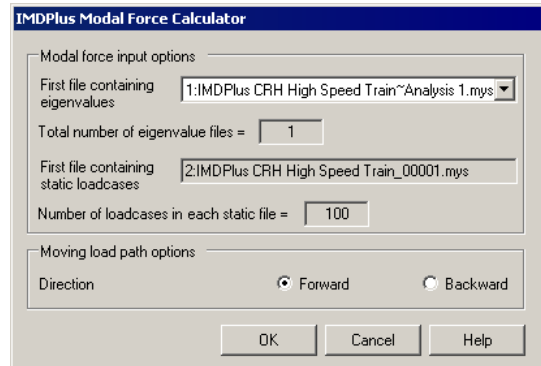 IMDPlus Modal Force Calculator
Modal force input options
First file containing
eigenvalues
1:IMDPlus CRH High Speed Train~Analysis 1.mys
Total number of eigenvalue files =
1
First file containing
static loadcases
2:IMDPlus CRH High Speed Train_00001.mys
Number of loadcases in each static file =
100
Moving load path options
Direction
Forward
Backward
OK
Cancel
Help